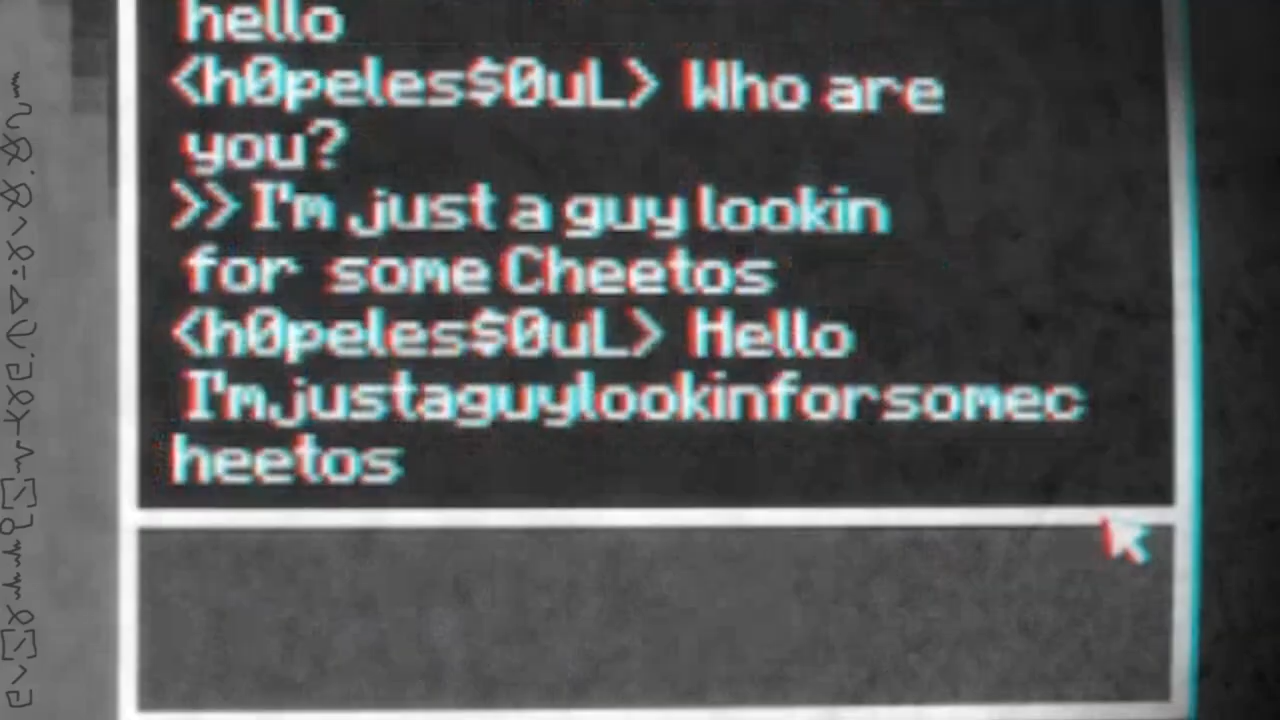 hello
<h0peles$0uL> Who are
you?
>> I'm just a guy lookin
for some Cheetos
<h0peles$0uL> Hello
I'mjustaguylookinforsomec
heetos